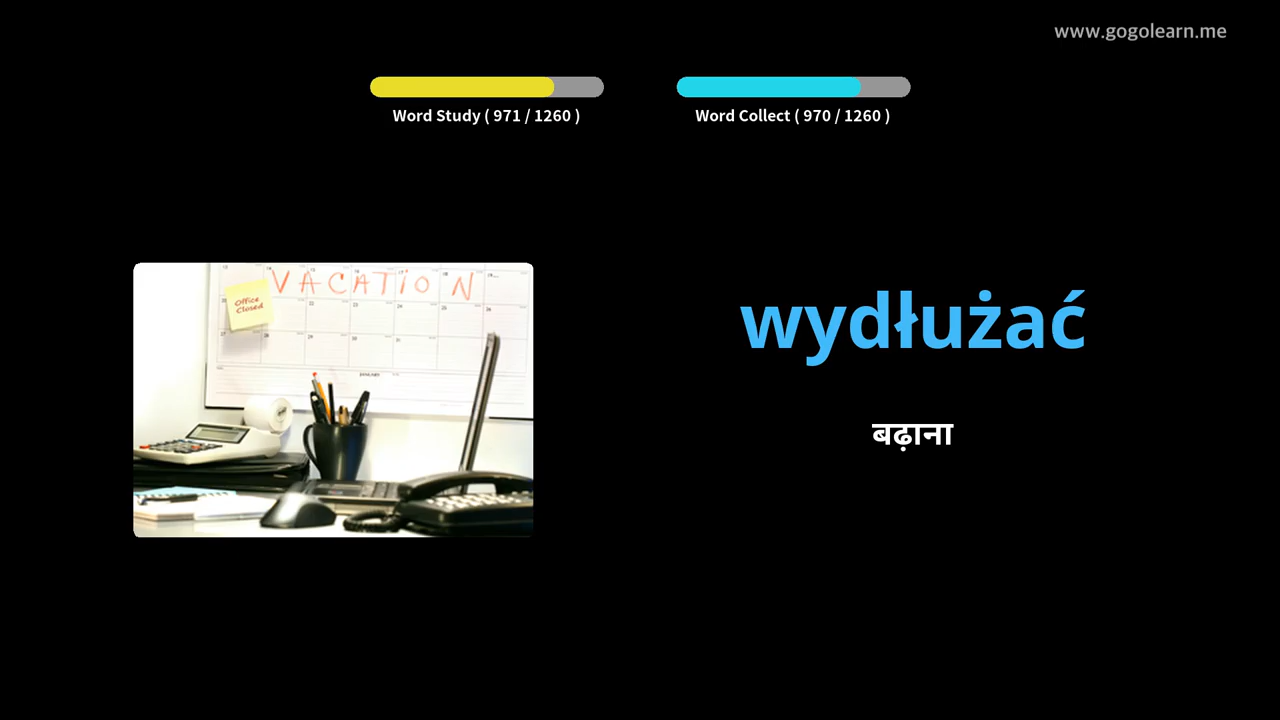 www.gogolearn.me
Word Study ( 971 / 1260 )
Word Collect ( 970 / 1260 )
VACATION
Office
Closed
wydłużać
बढ़ाना